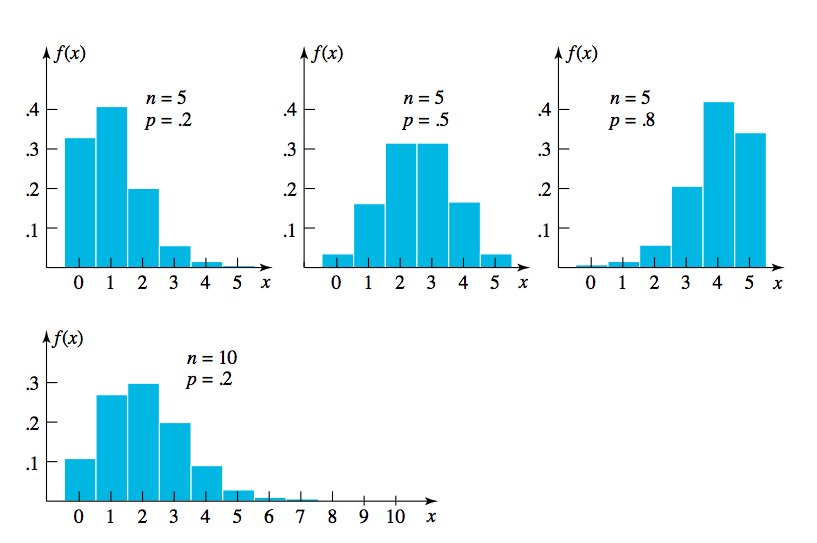 f(x)
n = 5
p = .2
.4
.3
.2
.1
0 1 2 3 4 5 x
f(x)
n = 5
p = .5
.4
.3
.2
.1
0 1 2 3 4 5 x
f(x)
n = 5
p = .8
.4
.3
.2
.1
0 1 2 3 4 5 x
f(x)
n = 10
p = .2
.3
.2
.1
0 1 2 3 4 5 6 7 8 9 10 x